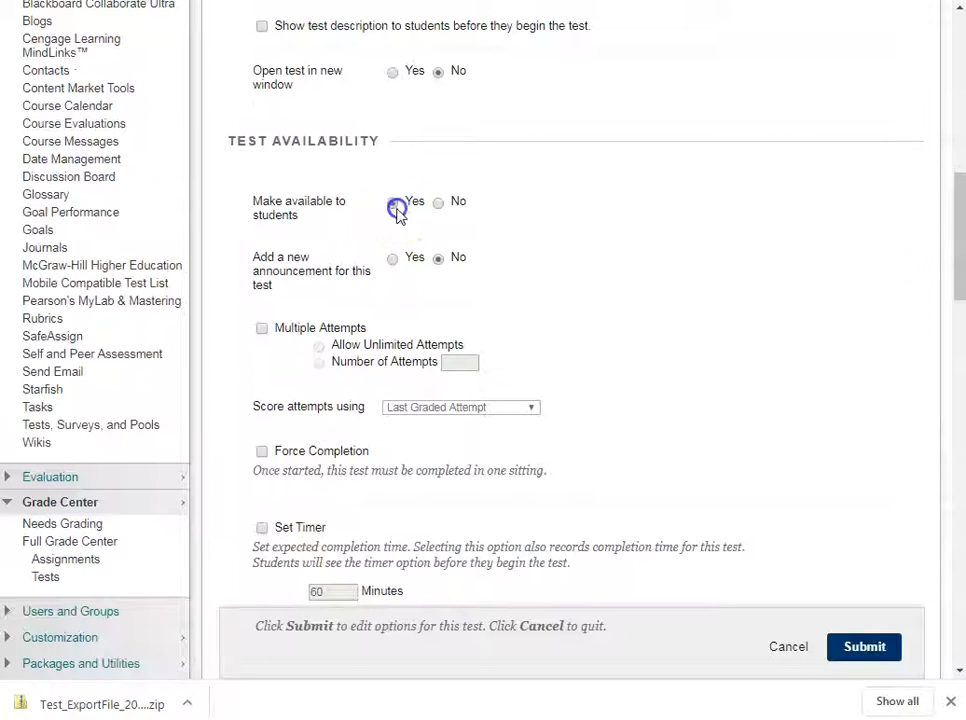 Blackboard Collaborate Ultra
Blogs
Cengage Learning
MindLinks™
Contacts
Content Market Tools
Course Calendar
Course Evaluations
Course Messages
Date Management
Discussion Board
Glossary
Goal Performance
Goals
Journals
McGraw-Hill Higher Education
Mobile Compatible Test List
Pearson's MyLab & Mastering
Rubrics
SafeAssign
Self and Peer Assessment
Send Email
Starfish
Tasks
Tests, Surveys, and Pools
Wikis
Evaluation
Grade Center
Needs Grading
Full Grade Center
Assignments
Tests
Users and Groups
Customization
Packages and Utilities
Show test description to students before they begin the test.
Open test in new window
Yes No
TEST AVAILABILITY
Make available to students
Yes No
Add a new announcement for this test
Yes No
Multiple Attempts
Allow Unlimited Attempts
Number of Attempts
Score attempts using Last Graded Attempt
Force Completion
Once started, this test must be completed in one sitting.
Set Timer
Set expected completion time. Selecting this option also records completion time for this test.
Students will see the timer option before they begin the test.
60 Minutes
Click Submit to edit options for this test. Click Cancel to quit.
Cancel Submit
Test_ExportFile_20....zip
Show all